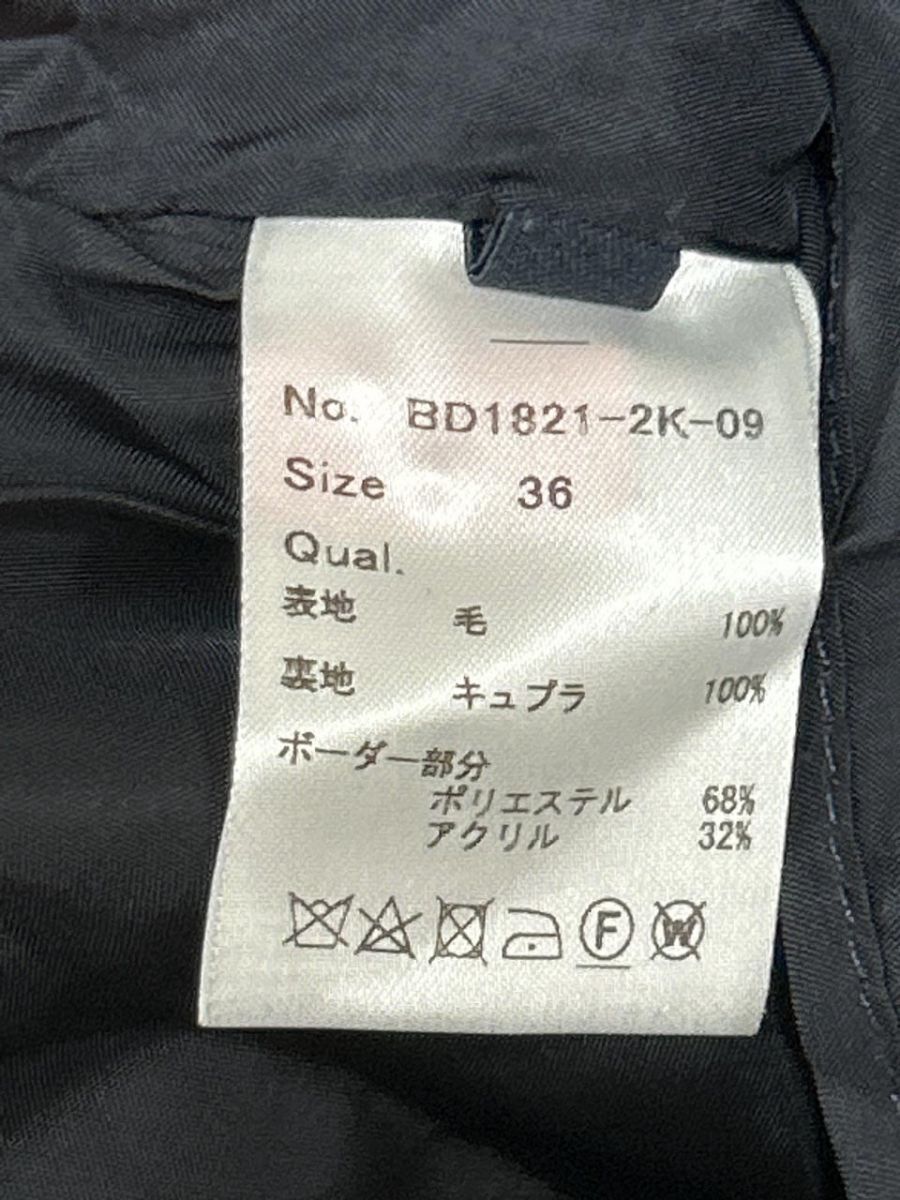 No. BD1821-2K-09
Size 36
Qual.
表地 毛 100%
裏地 キュプラ 100%
ボーダー部分
ポリエステル 68%
アクリル 32%
F W